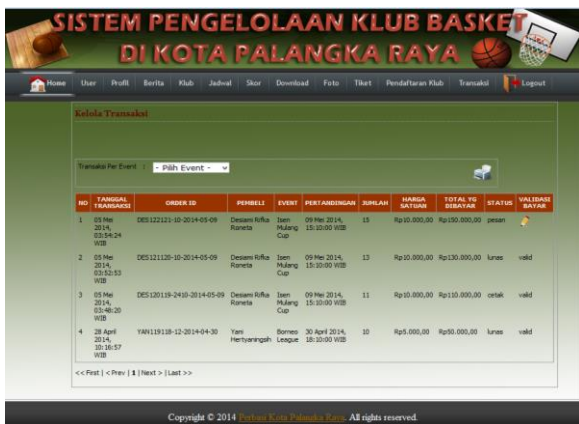 SISTEM PENGELOLAAN KLUB BASKET
DI KOTA PALANGKA RAYA
Home User Profil Berita Klub Jadwal Skor Download Foto Tiket Pendaftaran Klub Transaksi Logout
Kelola Transaksi
Transaksi Per Event : - Pilih Event -
NO TANGGAL TRANSAKSI ORDER ID PEMBELI EVENT PERTANDINGAN JUMLAH HARGA SATUAN TOTAL YG DIBAYAR STATUS VALIDASI BAYAR
1 03 Mei 2014, 03:54:24 WIB DES122121-10-2014-05-09 Desiami Rifka Roneta Isen Mulang Cup 09 Mei 2014, 15:10:00 WIB 15 Rp10.000,00 Rp150.000,00 pesan
2 03 Mei 2014, 03:52:53 WIB DES121120-10-2014-05-09 Desiami Rifka Roneta Isen Mulang Cup 09 Mei 2014, 15:10:00 WIB 13 Rp10.000,00 Rp130.000,00 lunas valid
3 03 Mei 2014, 03:48:20 WIB DES120119-2410-2014-05-09 Desiami Rifka Roneta Isen Mulang Cup 09 Mei 2014, 15:10:00 WIB 11 Rp10.000,00 Rp110.000,00 cetak valid
4 28 April 2014, 10:16:57 WIB YAN119118-12-2014-04-30 Yani Hertyaningsih Borneo League 30 April 2014, 18:10:00 WIB 10 Rp5.000,00 Rp50.000,00 lunas valid
<< First | < Prev | 1 | Next > | Last >>
Copyright © 2014 Perbasi Kota Palangka Raya. All rights reserved.